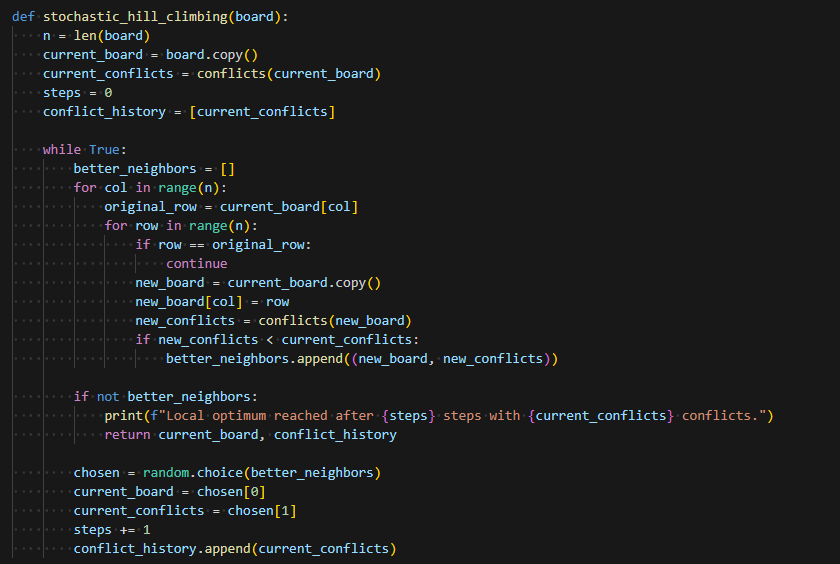 def stochastic_hill_climbing(board):
    n = len(board)
    current_board = board.copy()
    current_conflicts = conflicts(current_board)
    steps = 0
    conflict_history = [current_conflicts]

    while True:
        better_neighbors = []
        for col in range(n):
            original_row = current_board[col]
            for row in range(n):
                if row == original_row:
                    continue
                new_board = current_board.copy()
                new_board[col] = row
                new_conflicts = conflicts(new_board)
                if new_conflicts < current_conflicts:
                    better_neighbors.append((new_board, new_conflicts))

        if not better_neighbors:
            print(f"Local optimum reached after {steps} steps with {current_conflicts} conflicts.")
            return current_board, conflict_history

        chosen = random.choice(better_neighbors)
        current_board = chosen[0]
        current_conflicts = chosen[1]
        steps += 1
        conflict_history.append(current_conflicts)